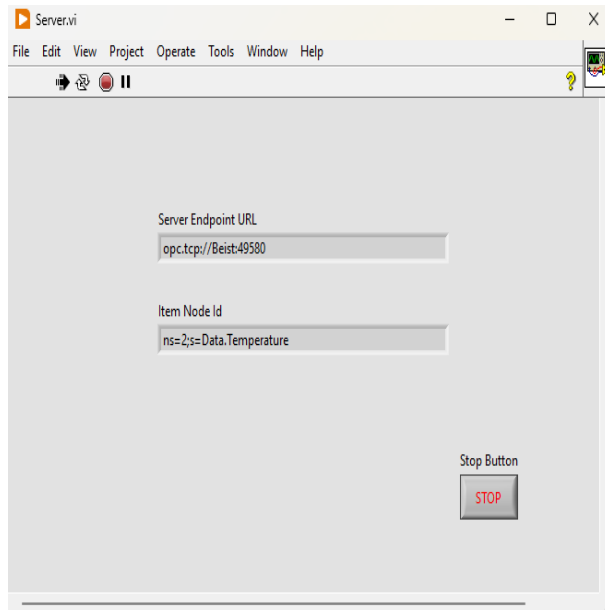 Server.vi
File Edit View Project Operate Tools Window Help
Server Endpoint URL
opc.tcp://Beist:49580
Item Node Id
ns=2;s=Data.Temperature
Stop Button
STOP